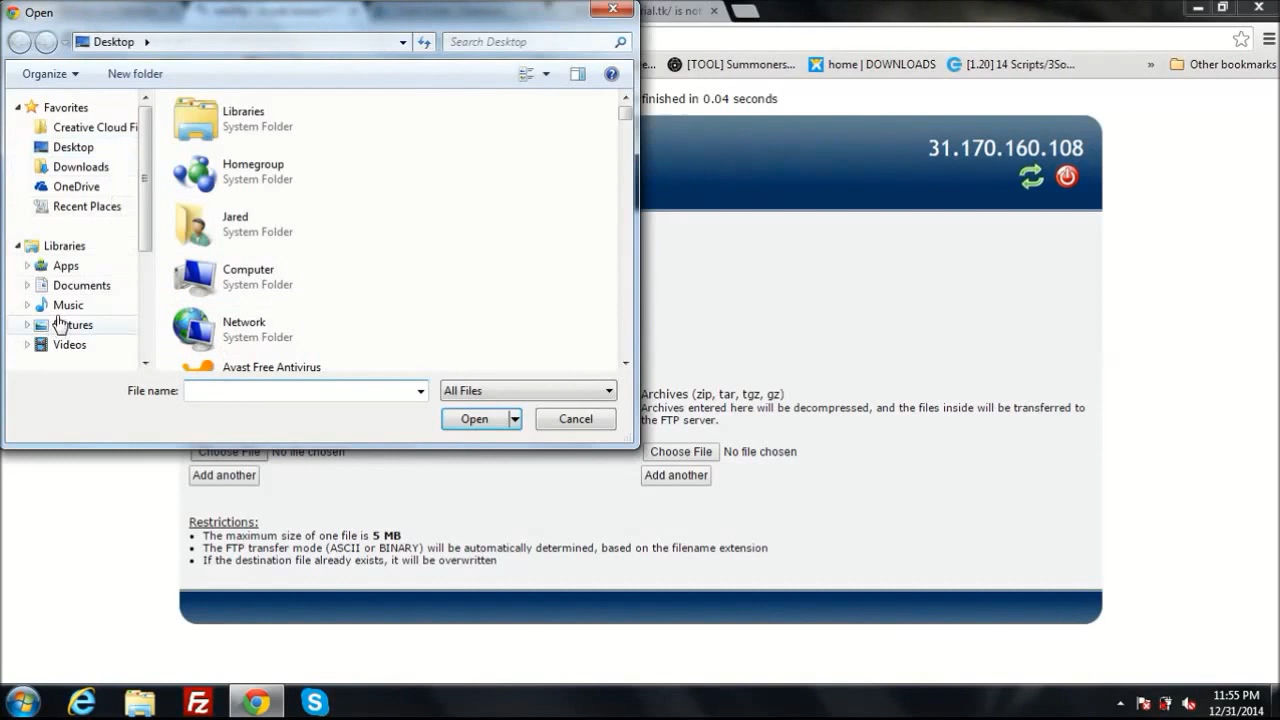 Open
rial.tk/ is not
Desktop
Search Desktop
Organize
New folder
e...
[TOOL] Summoners...
home | DOWNLOADS
[1.20] 14 Scripts/3So...
»
Other bookmarks
Favorites
Creative Cloud Fi
Desktop
Downloads
OneDrive
Recent Places
Libraries
Apps
Documents
Music
Pictures
Videos
Libraries
System Folder
Homegroup
System Folder
Jared
System Folder
Computer
System Folder
Network
System Folder
Avast Free Antivirus
File name:
All Files
Open
Cancel
finished in 0.04 seconds
31.170.160.108
Archives (zip, tar, tgz, gz)
Archives entered here will be decompressed, and the files inside will be transferred to
the FTP server.
Choose File No file chosen
Choose File No file chosen
Add another
Add another
Restrictions:
The maximum size of one file is 5 MB
The FTP transfer mode (ASCII or BINARY) will be automatically determined, based on the filename extension
If the destination file already exists, it will be overwritten
Fz
11:55 PM
12/31/2014